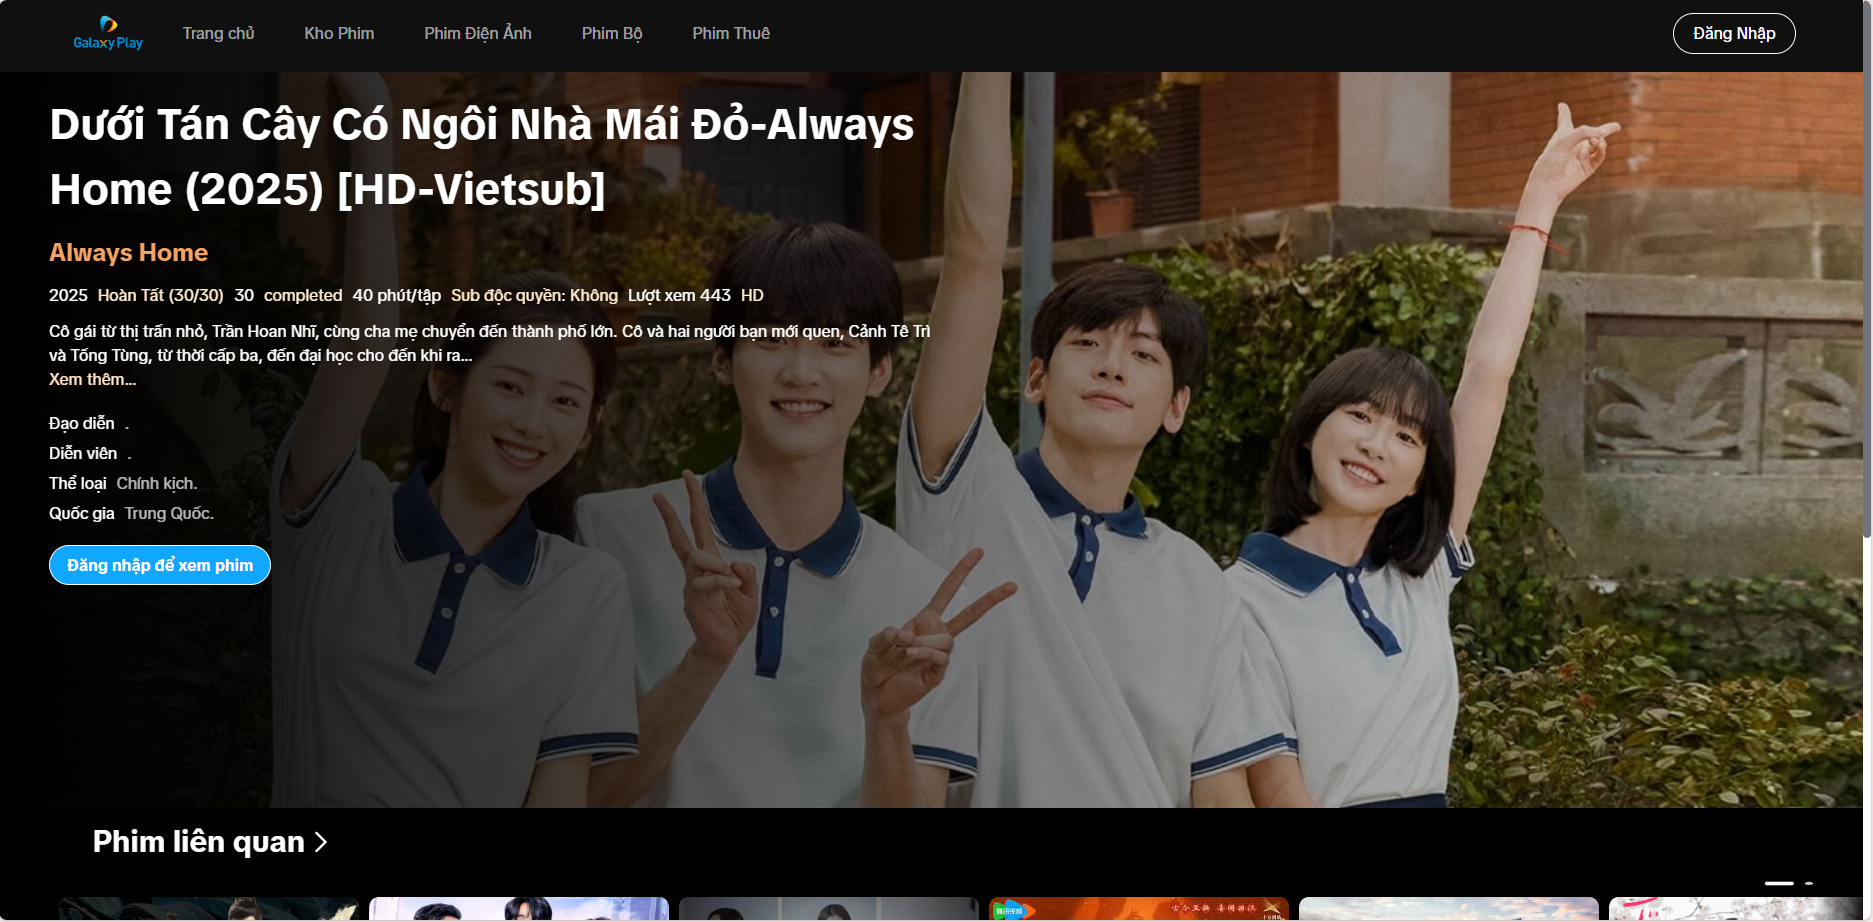 Galaxy Play
Trang chủ
Kho Phim
Phim Điện Ảnh
Phim Bộ
Phim Thuê
Đăng Nhập
Dưới Tán Cây Có Ngôi Nhà Mái Đỏ-Always
Home (2025) [HD-Vietsub]
Always Home
2025 Hoàn Tất (30/30) 30 completed 40 phút/tập Sub độc quyền: Không Lượt xem 443 HD
Cô gái từ thị trấn nhỏ, Trần Hoan Nhĩ, cùng cha mẹ chuyển đến thành phố lớn. Cô và hai người bạn mới quen, Cảnh Tê Trì
và Tống Tùng, từ thời cấp ba, đến đại học cho đến khi ra...
Xem thêm...
Đạo diễn .
Diễn viên .
Thể loại Chính kịch.
Quốc gia Trung Quốc.
Đăng nhập để xem phim
Phim liên quan